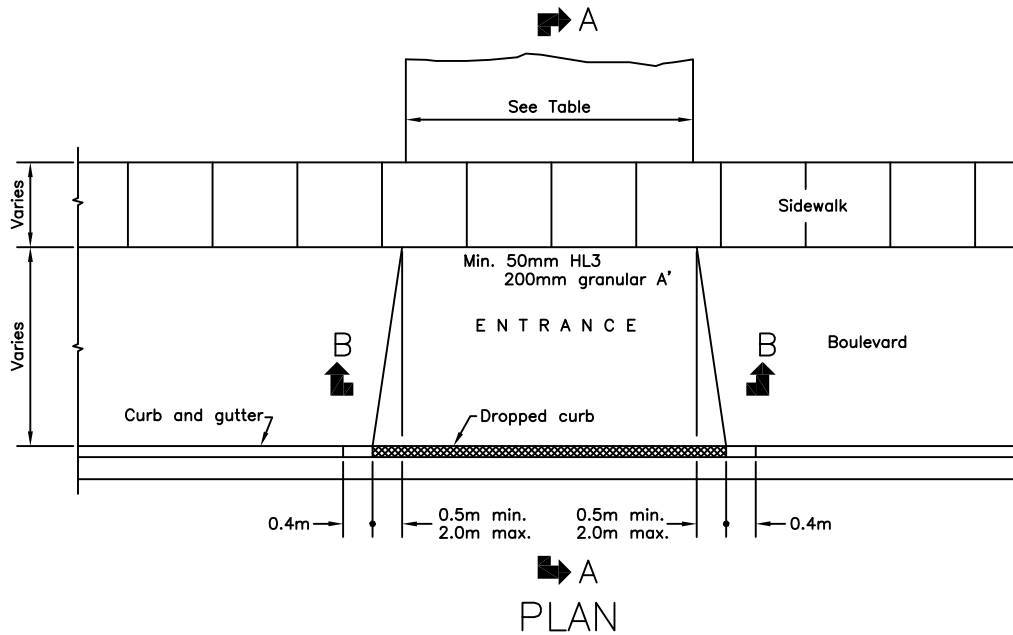 A
See Table
Varies
Sidewalk
Min. 50mm HL3
200mm granular A'
ENTRANCE
Varies
B
B
Boulevard
Curb and gutter
Dropped curb
0.4m
0.5m min.
2.0m max.
0.5m min.
2.0m max.
0.4m
A
PLAN